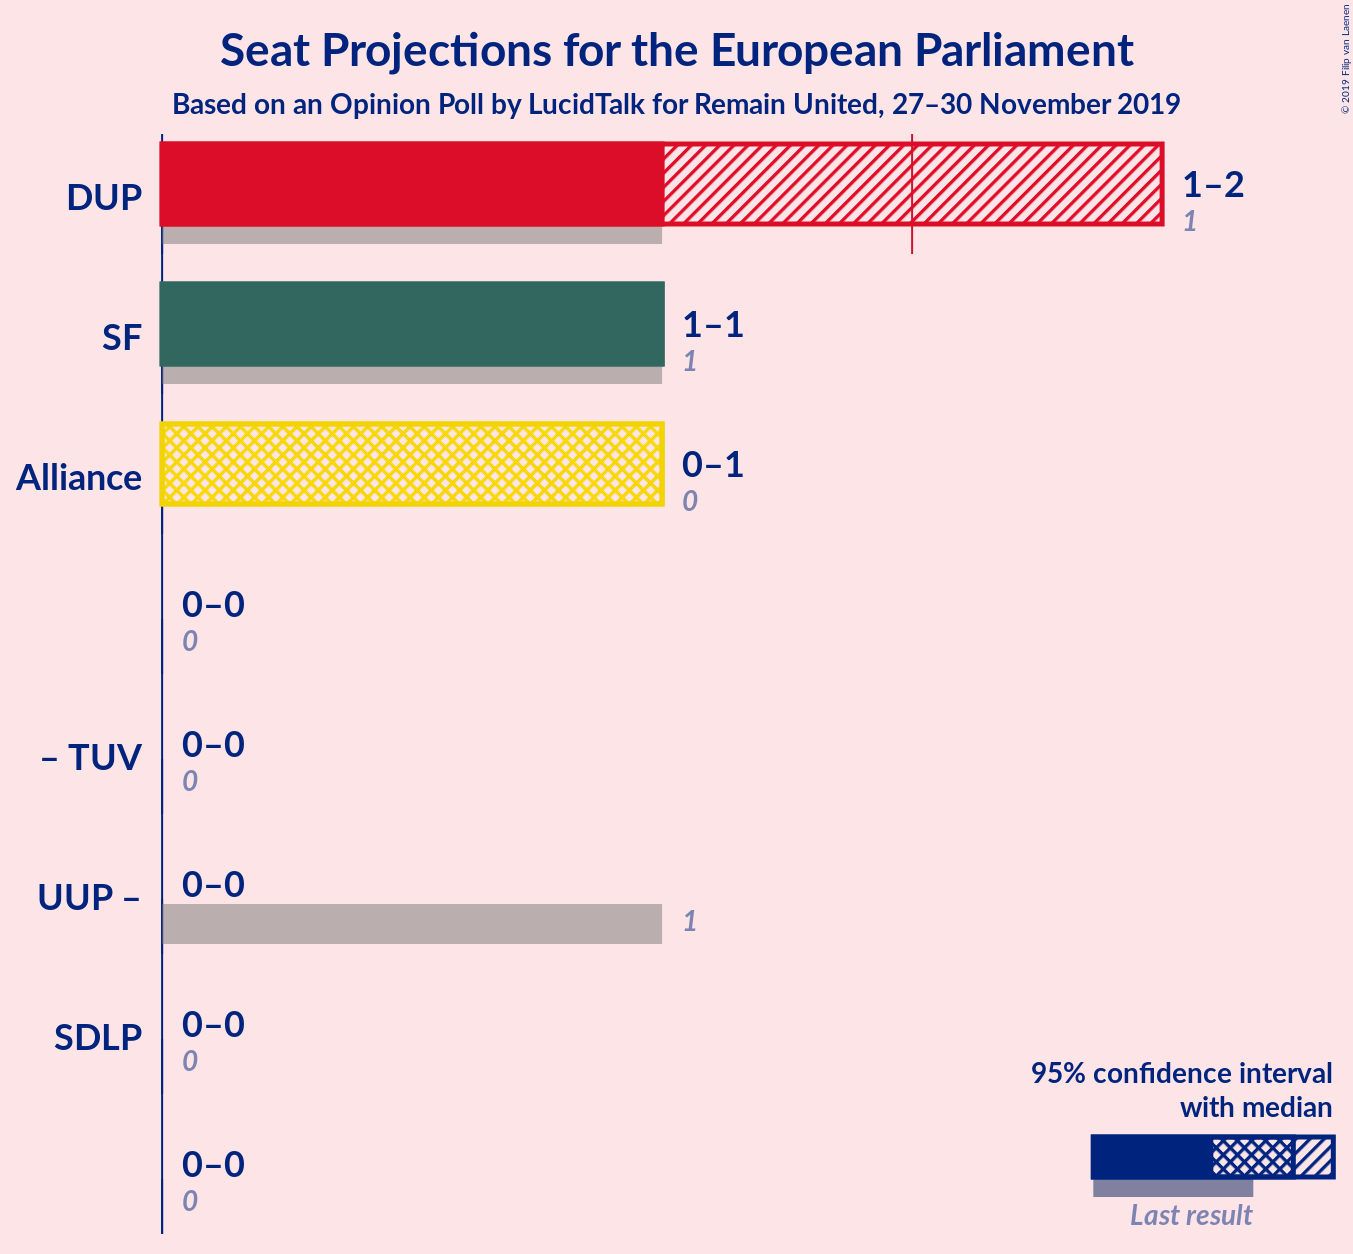 Seat Projections for the European Parliament
Based on an Opinion Poll by LucidTalk for Remain United, 27–30 November 2019
© 2019 Filip van Laenen
DUP
1–2
1
SF
1–1
1
Alliance
0–1
0
0–0
0
– TUV
0–0
0
UUP –
0–0
1
SDLP
0–0
0
0–0
0
95% confidence interval
with median
Last result